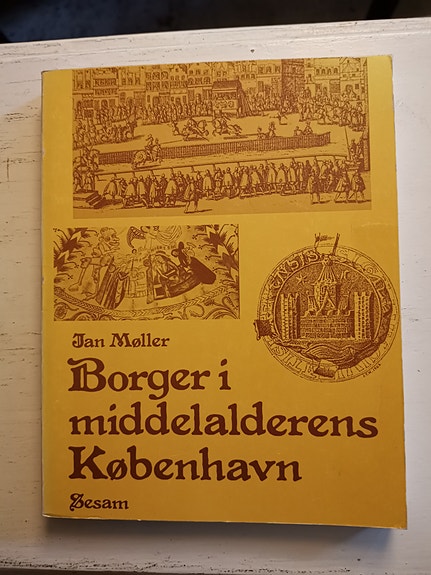 Jan Møller
Borger i
middelalderens
København
Sesam